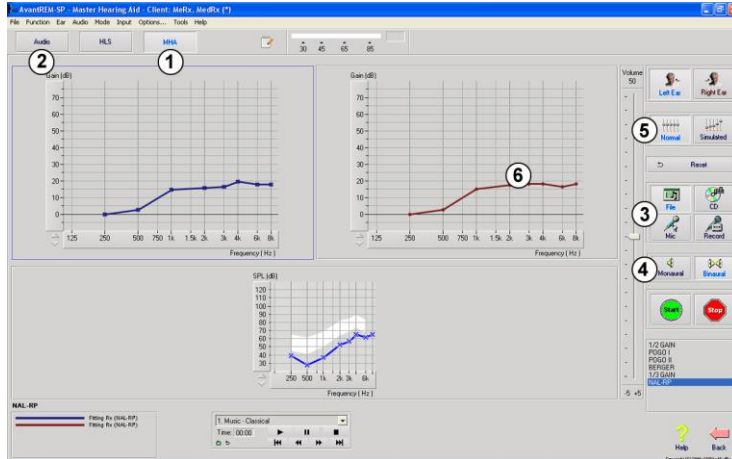 AvantREM-SP - Master Hearing Aid - Client: MeRx, MedRx (*)
File Function Ear Audio Mode Input Options... Tools Help
Audio HLS MHA
30 45 65 85
2 1
Gain (dB)
70
60
50
40
30
20
10
0
125 250 500 750 1k 1.5k 2k 3k 4k 6k 8k
Frequency ( Hz )
Gain (dB)
70
60
50
40
30
20
10
0
6
125 250 500 750 1k 1.5k 2k 3k 4k 6k 8k
Frequency ( Hz )
SPL (dB)
120
110
100
90
80
70
60
50
40
30
250 500 1k 2k 3k 6k
Frequency ( Hz )
Volume
50
-5 +5
Left Ear Right Ear
5
Normal Simulated
Reset
File CD
3
Mic Record
4
Monaural Binaural
Start Stop
1/2 GAIN
POGO I
POGO II
BERGER
1/3 GAIN
NAL-RP
Help Back
NAL-RP
Fitting Rx (NAL-RP)
Fitting Rx (NAL-RP)
1. Music - Classical
Time: 00:00